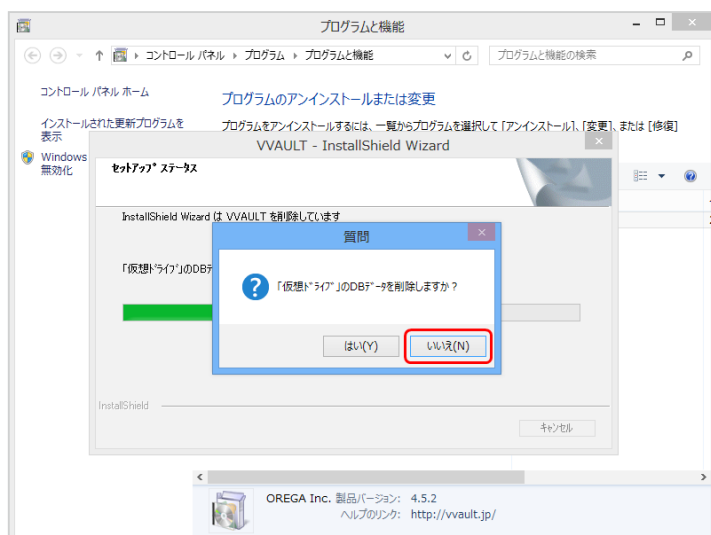 プログラムと機能
コントロール パネル ▸ プログラム ▸ プログラムと機能
プログラムと機能の検索
コントロール パネル ホーム
インストールされた更新プログラムを
表示
Windows
無効化
プログラムのアンインストールまたは変更
プログラムをアンインストールするには、一覧からプログラムを選択して [アンインストール]、[変更]、または [修復]
VVAULT - InstallShield Wizard
セットアップ ステータス
InstallShield Wizard は VVAULT を削除しています
「仮想ドライブ」のDBデ
質問
「仮想ドライブ」のDBデータを削除しますか？
はい(Y)
いいえ(N)
InstallShield
キャンセル
OREGA Inc. 製品バージョン: 4.5.2
ヘルプのリンク: http://vvault.jp/